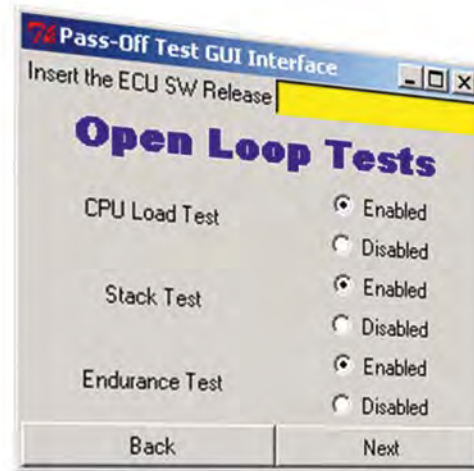 Pass-Off Test GUI Interface
Insert the ECU SW Release
Open Loop Tests
CPU Load Test
Enabled
Disabled
Stack Test
Enabled
Disabled
Endurance Test
Enabled
Disabled
Back Next